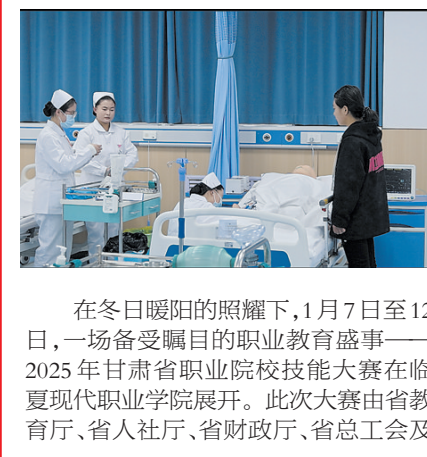 在冬日暖阳的照耀下,1月7日至12
日,一场备受瞩目的职业教育盛事——
2025年甘肃省职业院校技能大赛在临
夏现代职业学院展开。此次大赛由省教
育厅、省人社厅、省财政厅、省总工会及